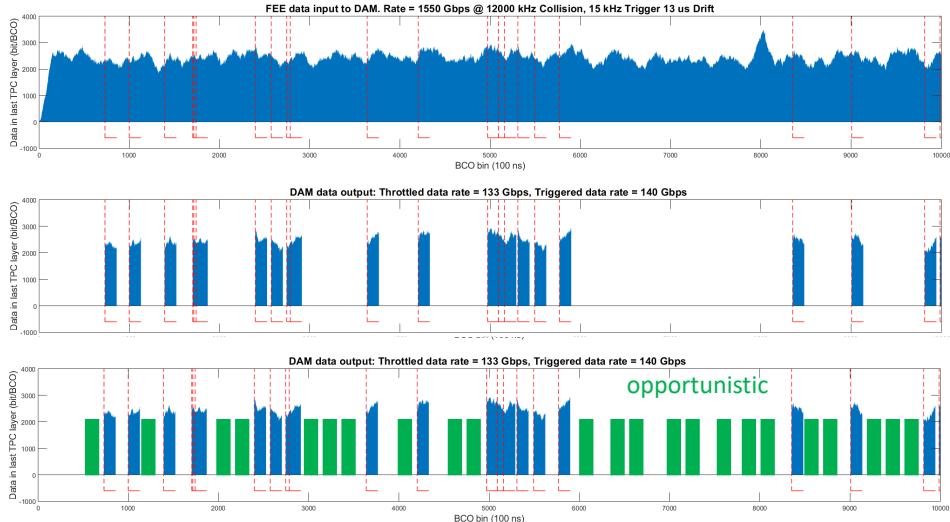 FEE data input to DAM. Rate = 1550 Gbps @ 12000 kHz Collision, 15 kHz Trigger 13 us Drift
Data in last TPC layer (bit/BCO)
4000
3000
2000
1000
0
-1000
0 1000 2000 3000 4000 5000 6000 7000 8000 9000 10000
BCO bin (100 ns)
DAM data output: Throttled data rate = 133 Gbps, Triggered data rate = 140 Gbps
Data in last TPC layer (bit/BCO)
4000
3000
2000
1000
0
-1000
DAM data output: Throttled data rate = 133 Gbps, Triggered data rate = 140 Gbps
opportunistic
Data in last TPC layer (bit/BCO)
4000
3000
2000
1000
0
-1000
0 1000 2000 3000 4000 5000 6000 7000 8000 9000 10000
BCO bin (100 ns)